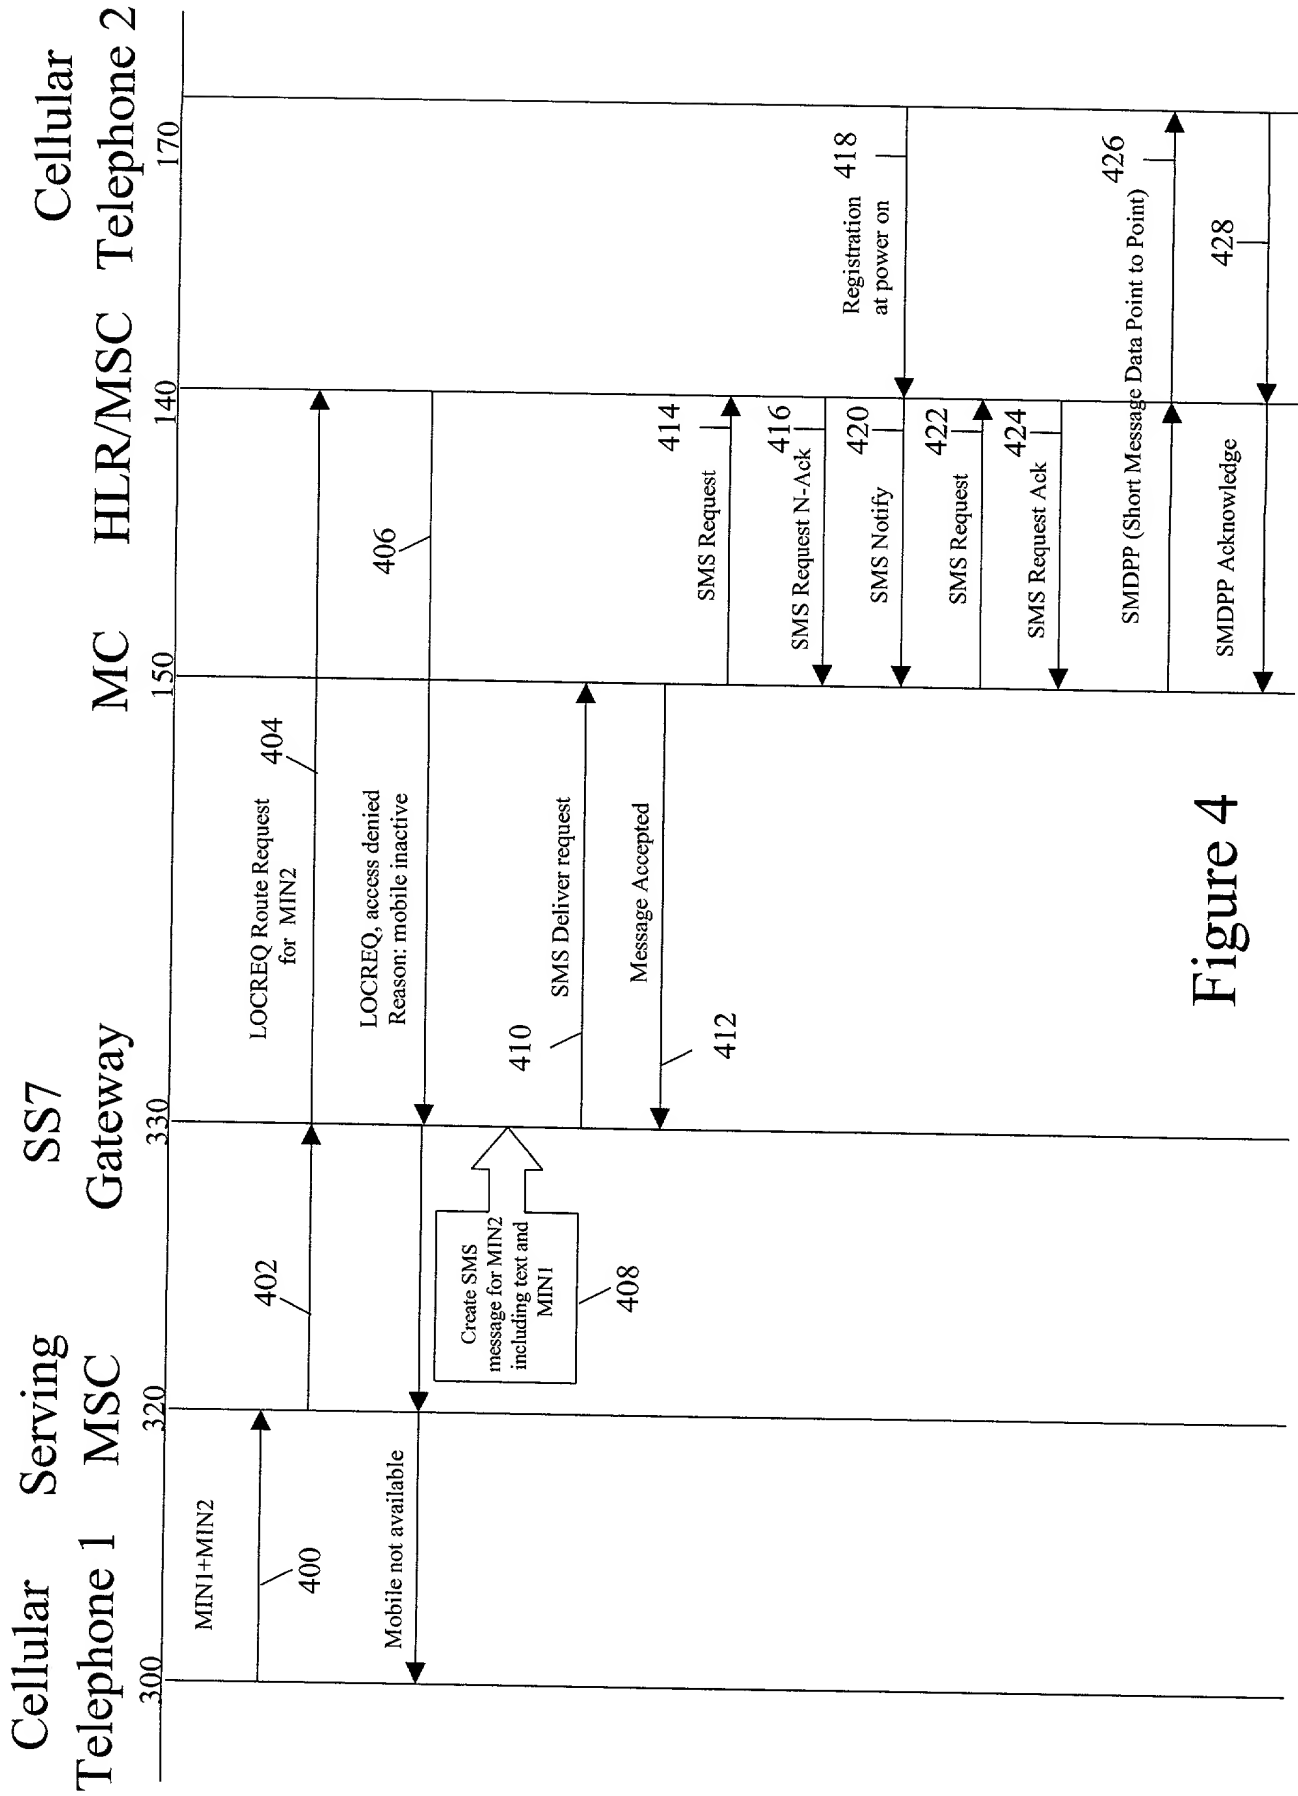 Cellular
Telephone 1
Serving
MSC
SS7
Gateway
MC
HLR/MSC
Cellular
Telephone 2
300
320
330
150
140
170
MIN1+MIN2
400
402
LOCREQ Route Request
for MIN2
404
Mobile not available
LOCREQ, access denied
Reason: mobile inactive
406
Create SMS
message for MIN2
including text and
MIN1
408
410
SMS Deliver request
Message Accepted
412
SMS Request
414
SMS Request N-Ack
416
Registration
at power on
418
SMS Notify
420
SMS Request
422
SMS Request Ack
424
SMDPP (Short Message Data Point to Point)
426
SMDPP Acknowledge
428
Figure 4